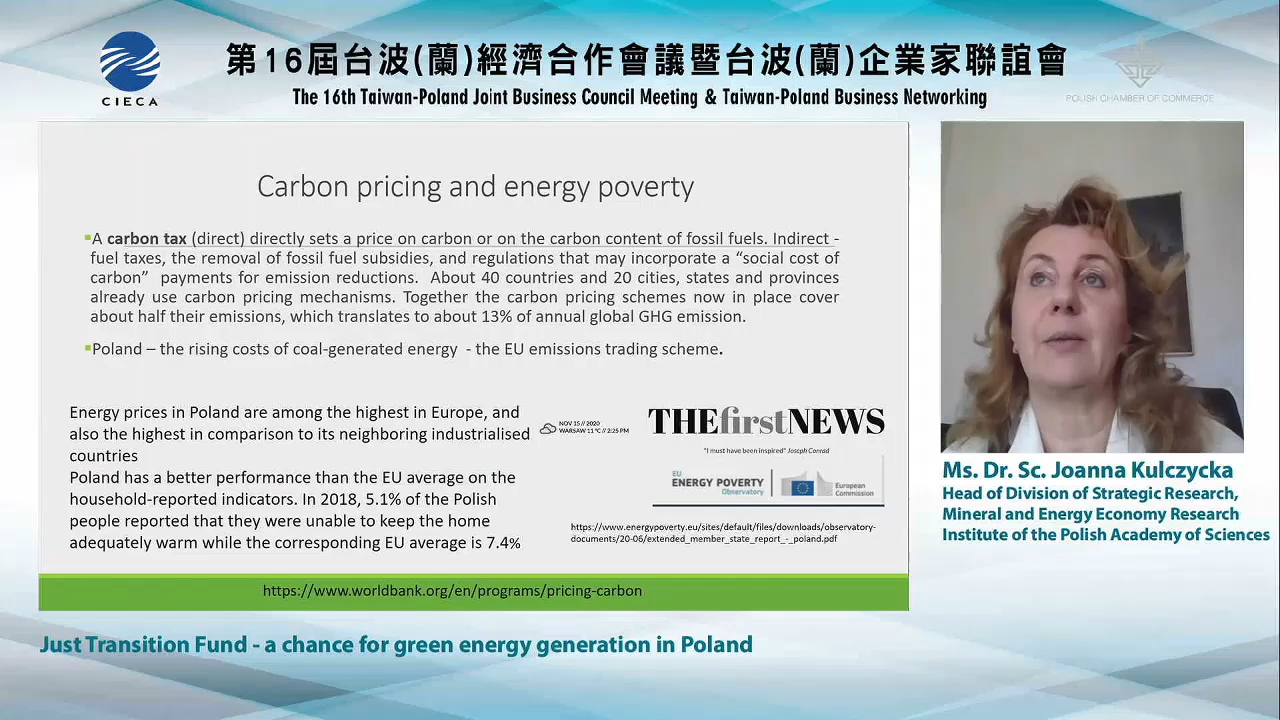 CIECA
第16屆台波(蘭)經濟合作會議暨台波(蘭)企業家聯誼會
The 16th Taiwan-Poland Joint Business Council Meeting & Taiwan-Poland Business Networking
POLISH CHAMBER OF COMMERCE
Carbon pricing and energy poverty
A carbon tax (direct) directly sets a price on carbon or on the carbon content of fossil fuels. Indirect -
fuel taxes, the removal of fossil fuel subsidies, and regulations that may incorporate a “social cost of
carbon” payments for emission reductions. About 40 countries and 20 cities, states and provinces
already use carbon pricing mechanisms. Together the carbon pricing schemes now in place cover
about half their emissions, which translates to about 13% of annual global GHG emission.
Poland – the rising costs of coal-generated energy - the EU emissions trading scheme.
Energy prices in Poland are among the highest in Europe, and
also the highest in comparison to its neighboring industrialised
countries
Poland has a better performance than the EU average on the
household-reported indicators. In 2018, 5.1% of the Polish
people reported that they were unable to keep the home
adequately warm while the corresponding EU average is 7.4%
NOV 15 // 2020
WARSAW 11 °C // 2:25 PM
THEfirstNEWS
"I must have been inspired" Joseph Conrad
EU
ENERGY POVERTY
Observatory
European
Commission
https://www.energypoverty.eu/sites/default/files/downloads/observatory-
documents/20-06/extended_member_state_report_-_poland.pdf
https://www.worldbank.org/en/programs/pricing-carbon
Ms. Dr. Sc. Joanna Kulczycka
Head of Division of Strategic Research,
Mineral and Energy Economy Research
Institute of the Polish Academy of Sciences
Just Transition Fund - a chance for green energy generation in Poland